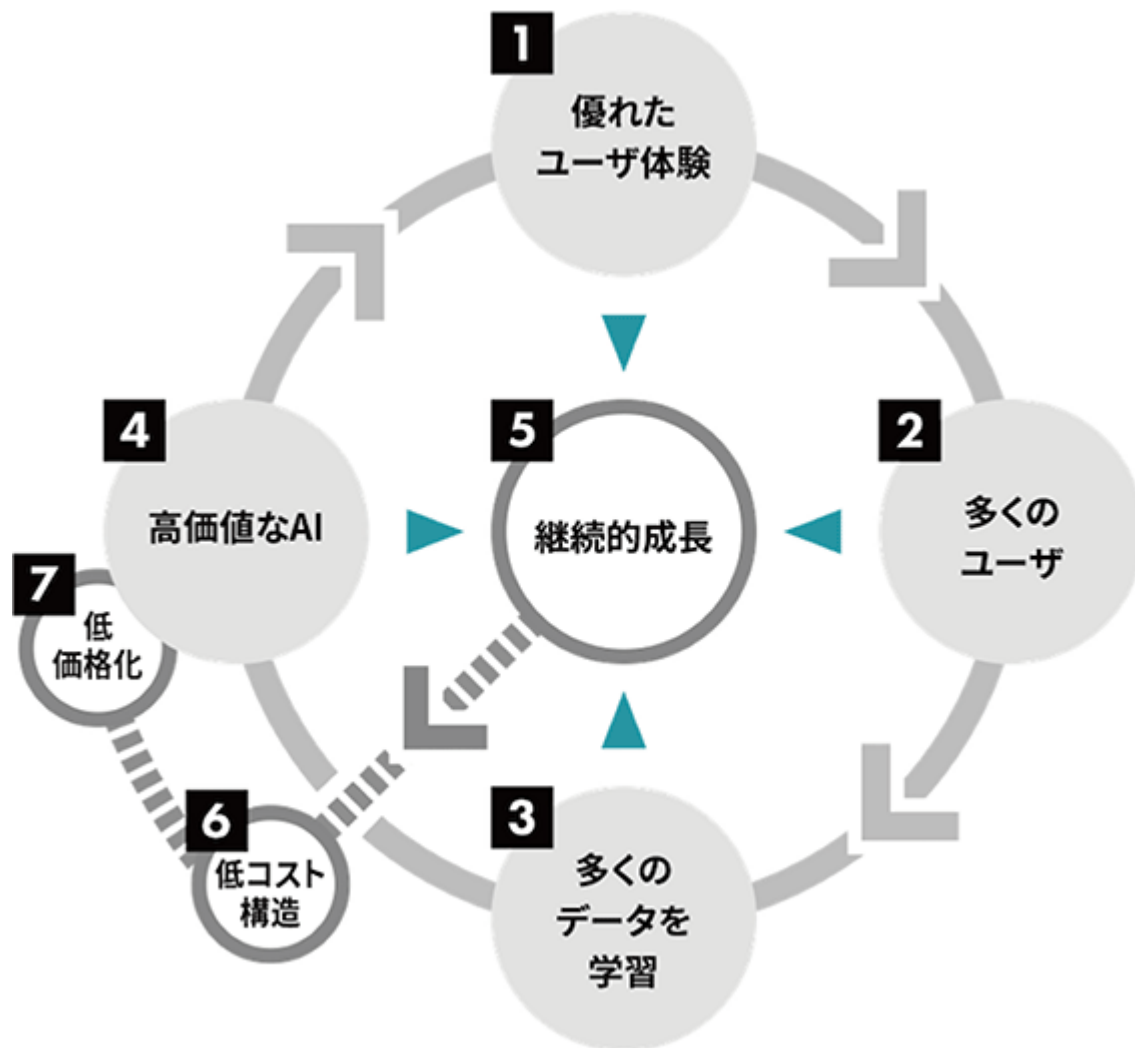 1
優れた
ユーザ体験
2
多くの
ユーザ
3
多くの
データを
学習
4
高価値なAI
5
継続的成長
6
低コスト
構造
7
低
価格化